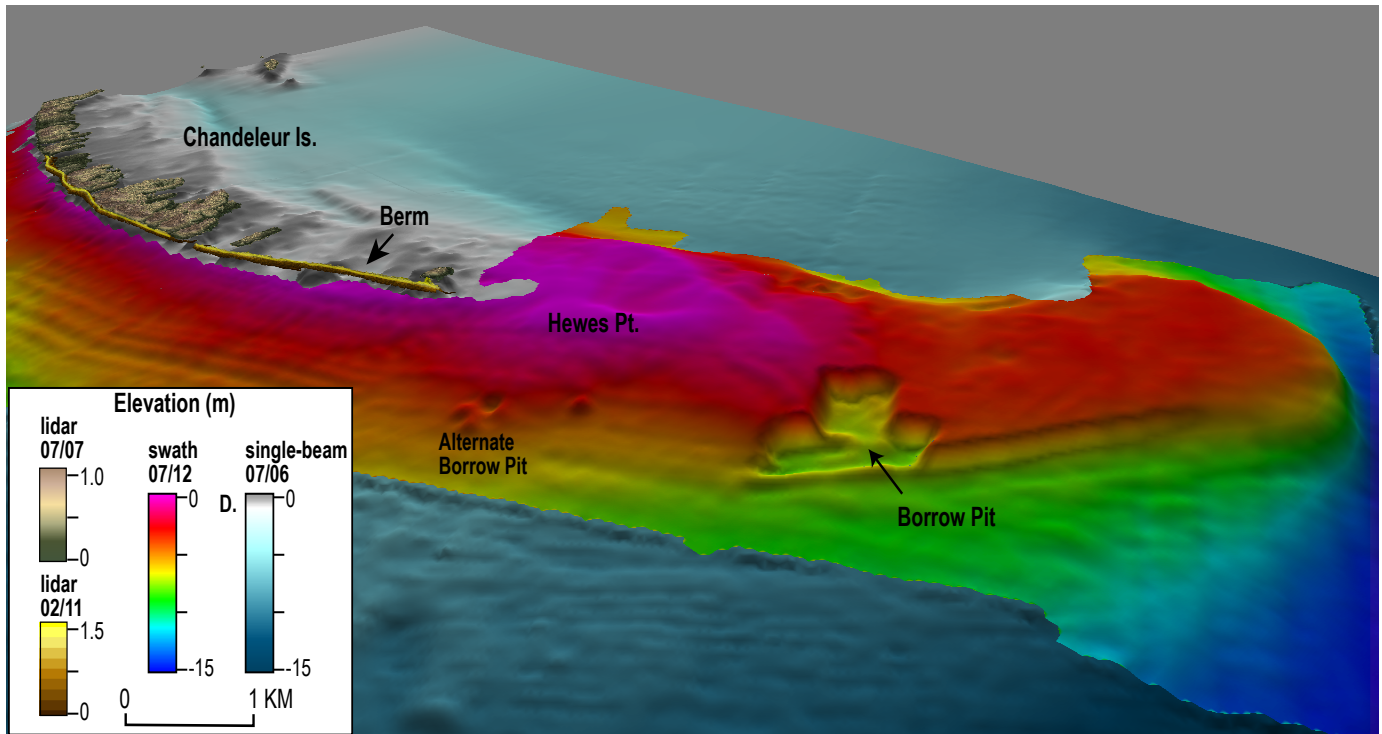 Chandeleur Is.
Berm
Hewes Pt.
Alternate
Borrow Pit
Borrow Pit
Elevation (m)
lidar
07/07
1.0
0
lidar
02/11
1.5
0
swath
07/12
0
-15
single-beam
07/06
D.
0
-15
0 1 KM